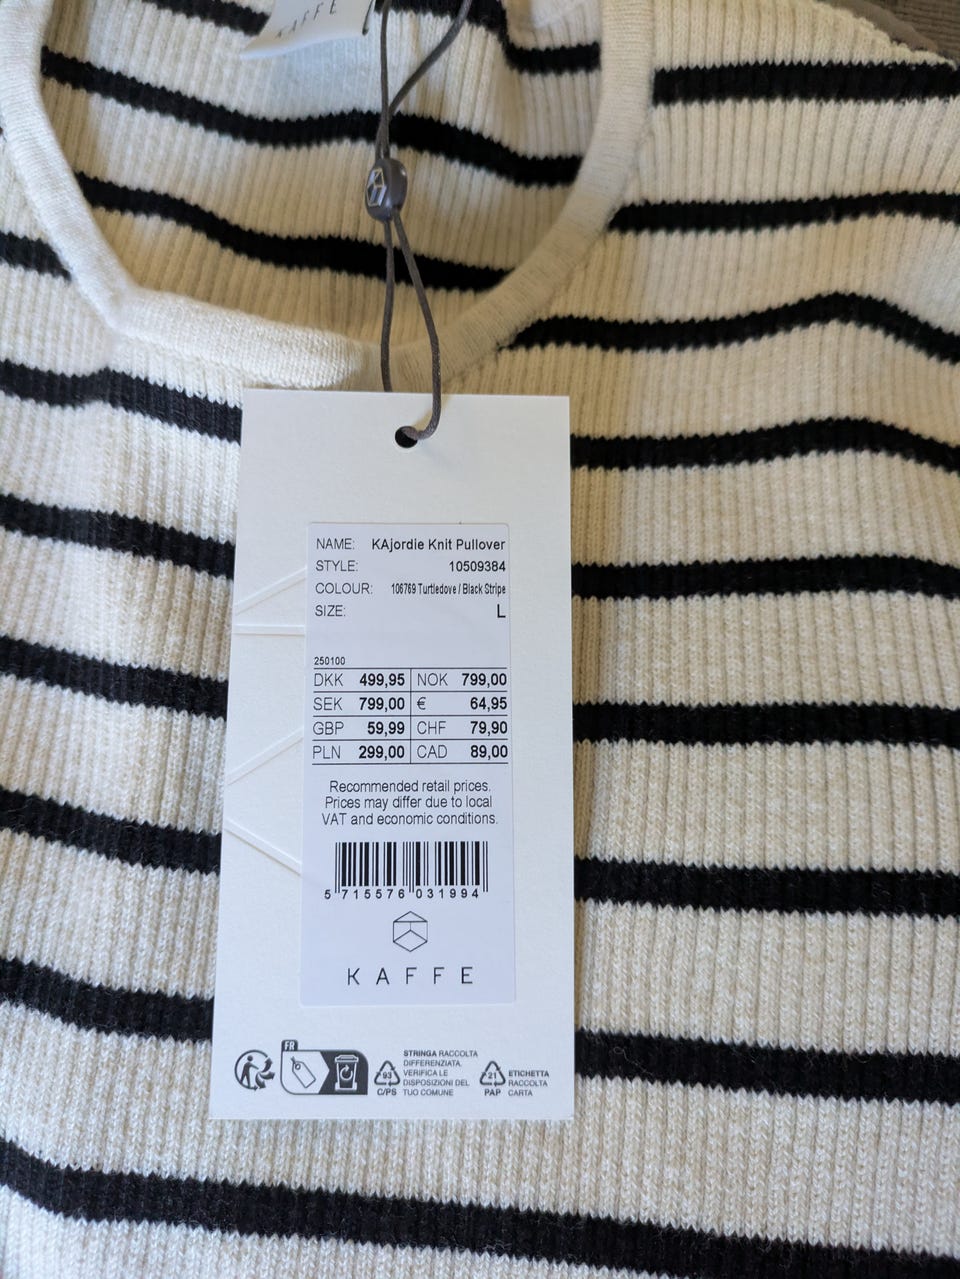 KAFFE
NAME: KAjordie Knit Pullover
STYLE: 10509384
COLOUR: 106769 Turtledove / Black Stripe
SIZE: L
250100
DKK 499,95 NOK 799,00
SEK 799,00 € 64,95
GBP 59,99 CHF 79,90
PLN 299,00 CAD 89,00
Recommended retail prices.
Prices may differ due to local
VAT and economic conditions.
5 715576 031994
KAFFE
FR
93
C/PS
STRINGA RACCOLTA
DIFFERENZIATA.
VERIFICA LE
DISPOSIZIONI DEL
TUO COMUNE
21
PAP
ETICHETTA
RACCOLTA
CARTA